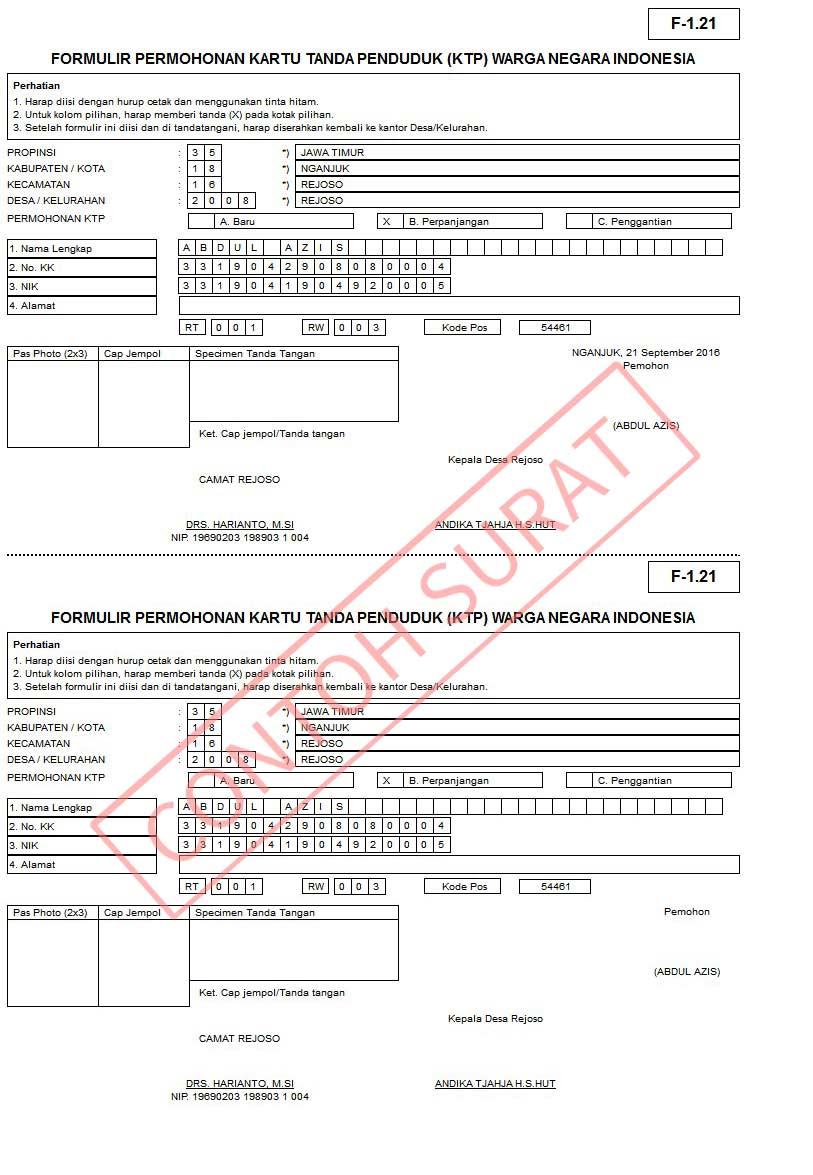 F-1.21
FORMULIR PERMOHONAN KARTU TANDA PENDUDUK (KTP) WARGA NEGARA INDONESIA
Perhatian
1. Harap diisi dengan hurup cetak dan menggunakan tinta hitam.
2. Untuk kolom pilihan, harap memberi tanda (X) pada kotak pilihan.
3. Setelah formulir ini diisi dan di tandatangani, harap diserahkan kembali ke kantor Desa/Kelurahan.
PROPINSI : 3 5 *) JAWA TIMUR
KABUPATEN / KOTA : 1 8 *) NGANJUK
KECAMATAN : 1 6 *) REJOSO
DESA / KELURAHAN : 2 0 0 8 *) REJOSO
PERMOHONAN KTP A. Baru X B. Perpanjangan C. Penggantian
1. Nama Lengkap A B D U L A Z I S
2. No. KK 3 3 1 9 0 4 2 9 0 8 0 8 0 0 0 4
3. NIK 3 3 1 9 0 4 1 9 0 4 9 2 0 0 0 5
4. Alamat
RT 0 0 1 RW 0 0 3 Kode Pos 54461
Pas Photo (2x3) Cap Jempol Specimen Tanda Tangan NGANJUK, 21 September 2016
Pemohon
(ABDUL AZIS)
Ket. Cap jempol/Tanda tangan
Kepala Desa Rejoso
CAMAT REJOSO
DRS. HARIANTO, M.SI ANDIKA TJAHJA H.S.HUT
NIP. 19690203 198903 1 004
CONTOH SURAT
F-1.21
FORMULIR PERMOHONAN KARTU TANDA PENDUDUK (KTP) WARGA NEGARA INDONESIA
Perhatian
1. Harap diisi dengan hurup cetak dan menggunakan tinta hitam.
2. Untuk kolom pilihan, harap memberi tanda (X) pada kotak pilihan.
3. Setelah formulir ini diisi dan di tandatangani, harap diserahkan kembali ke kantor Desa/Kelurahan.
PROPINSI : 3 5 *) JAWA TIMUR
KABUPATEN / KOTA : 1 8 *) NGANJUK
KECAMATAN : 1 6 *) REJOSO
DESA / KELURAHAN : 2 0 0 8 *) REJOSO
PERMOHONAN KTP A. Baru X B. Perpanjangan C. Penggantian
1. Nama Lengkap A B D U L A Z I S
2. No. KK 3 3 1 9 0 4 2 9 0 8 0 8 0 0 0 4
3. NIK 3 3 1 9 0 4 1 9 0 4 9 2 0 0 0 5
4. Alamat
RT 0 0 1 RW 0 0 3 Kode Pos 54461
Pas Photo (2x3) Cap Jempol Specimen Tanda Tangan Pemohon
(ABDUL AZIS)
Ket. Cap jempol/Tanda tangan
Kepala Desa Rejoso
CAMAT REJOSO
DRS. HARIANTO, M.SI ANDIKA TJAHJA H.S.HUT
NIP. 19690203 198903 1 004